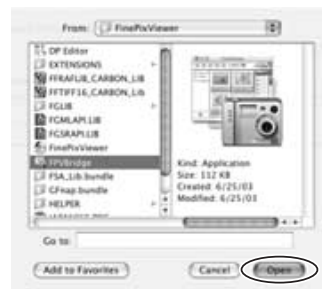 From: FinePixViewer
DP Editor
EXTENSIONS
FFRAFLIB_CARBON_LIB
FFTIFF16_CARBON_Lib
FGLIB
FGMLAPI.LIB
FGSRAPI.LIB
FinePixViewer
FPVBridge
FSA_Lib.bundle
GFnap.bundle
HELPER
Kind: Application
Size: 112 KB
Created: 6/25/03
Modified: 6/25/03
Go to:
Add to Favorites
Cancel
Open